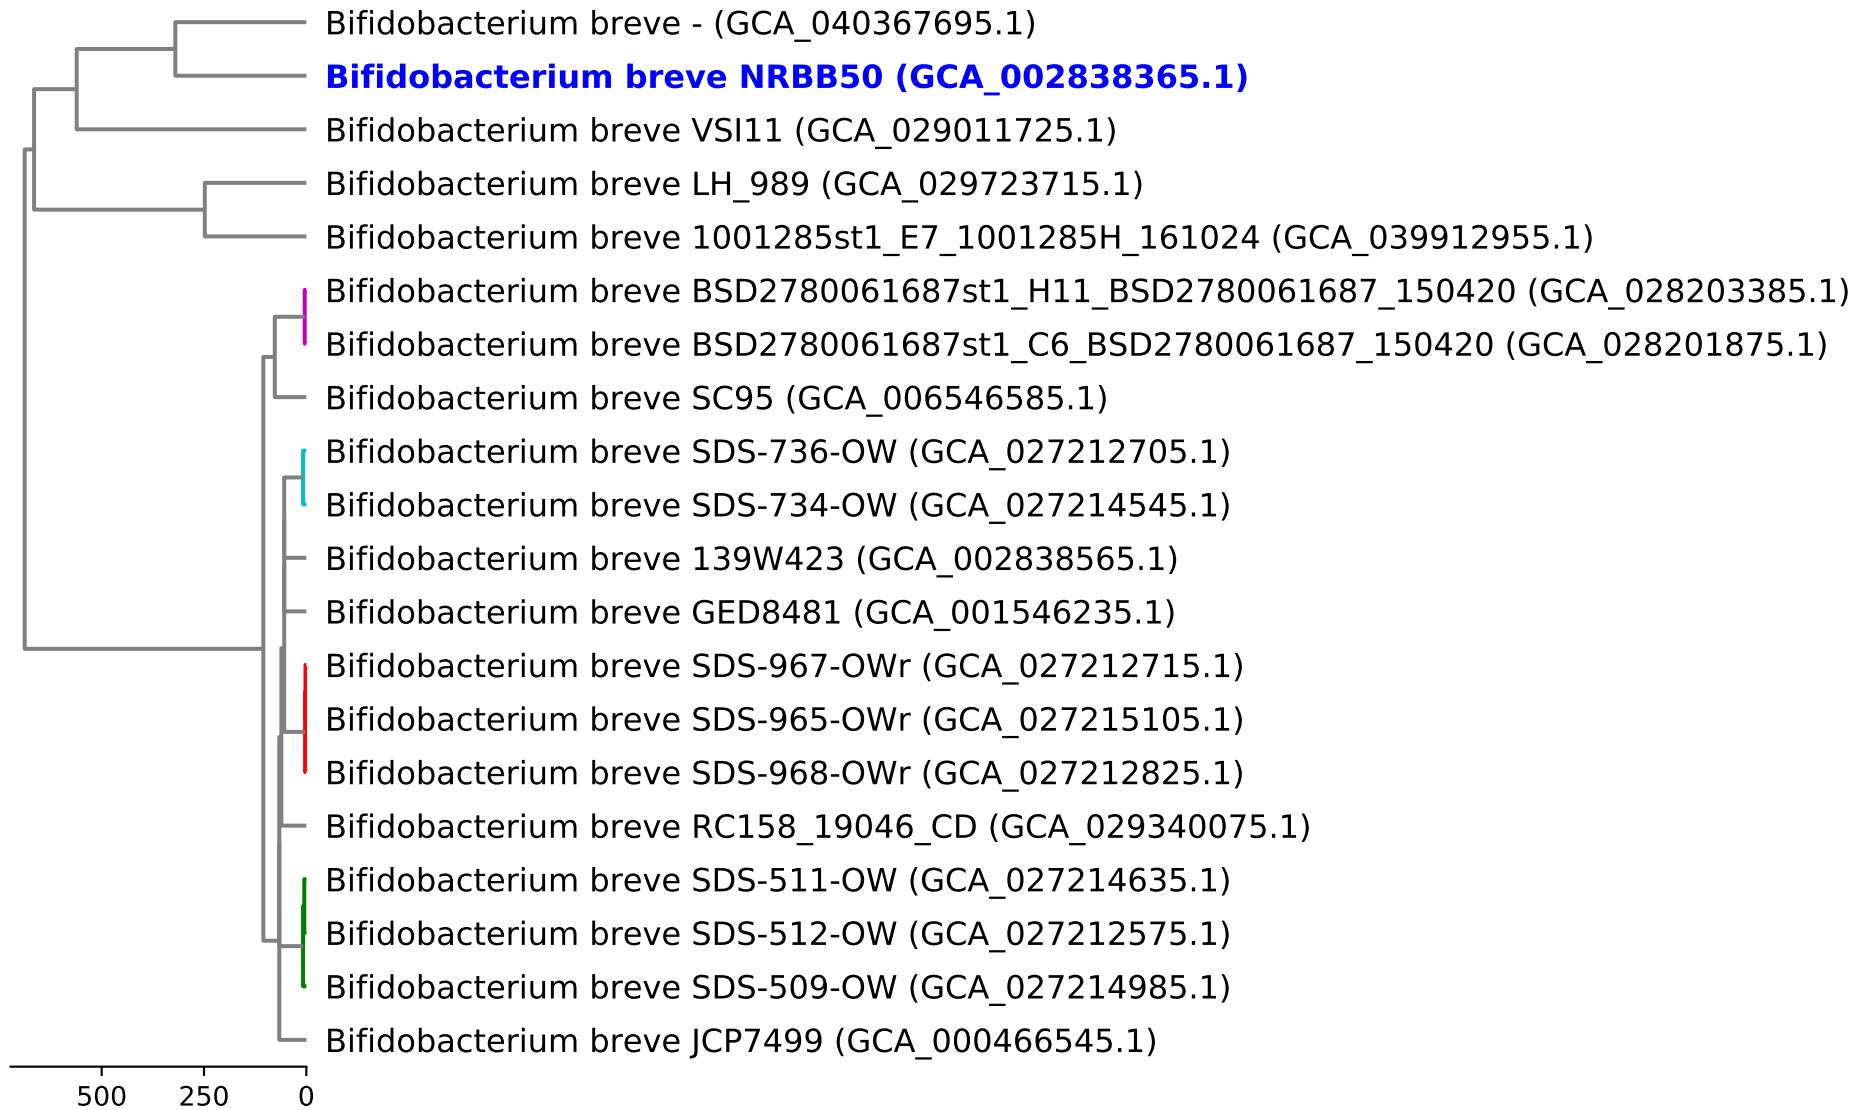 Bifidobacterium breve - (GCA_040367695.1)
Bifidobacterium breve NRBB50 (GCA_002838365.1)
Bifidobacterium breve VSI11 (GCA_029011725.1)
Bifidobacterium breve LH_989 (GCA_029723715.1)
Bifidobacterium breve 1001285st1_E7_1001285H_161024 (GCA_039912955.1)
Bifidobacterium breve BSD2780061687st1_H11_BSD2780061687_150420 (GCA_028203385.1)
Bifidobacterium breve BSD2780061687st1_C6_BSD2780061687_150420 (GCA_028201875.1)
Bifidobacterium breve SC95 (GCA_006546585.1)
Bifidobacterium breve SDS-736-OW (GCA_027212705.1)
Bifidobacterium breve SDS-734-OW (GCA_027214545.1)
Bifidobacterium breve 139W423 (GCA_002838565.1)
Bifidobacterium breve GED8481 (GCA_001546235.1)
Bifidobacterium breve SDS-967-OWr (GCA_027212715.1)
Bifidobacterium breve SDS-965-OWr (GCA_027215105.1)
Bifidobacterium breve SDS-968-OWr (GCA_027212825.1)
Bifidobacterium breve RC158_19046_CD (GCA_029340075.1)
Bifidobacterium breve SDS-511-OW (GCA_027214635.1)
Bifidobacterium breve SDS-512-OW (GCA_027212575.1)
Bifidobacterium breve SDS-509-OW (GCA_027214985.1)
Bifidobacterium breve JCP7499 (GCA_000466545.1)
500 250 0